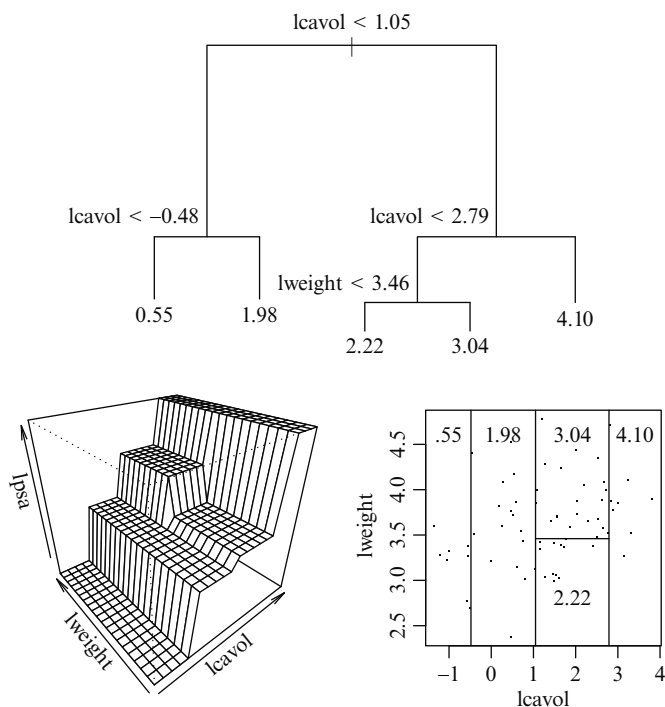 lcavol < 1.05
lcavol < –0.48
lcavol < 2.79
lweight < 3.46
0.55
1.98
4.10
2.22
3.04
lpsa
lweight
lcavol
.55
1.98
3.04
4.10
2.22
lweight
4.5
4.0
3.5
3.0
2.5
–1
0
1
2
3
4
lcavol